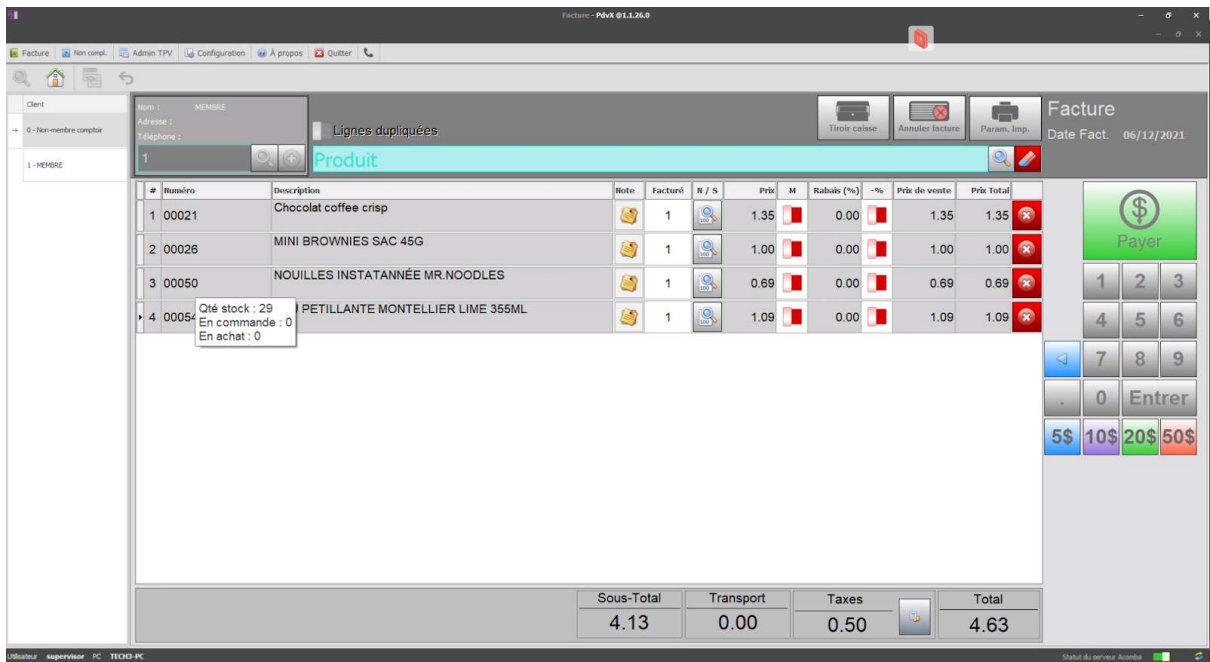 Facture - PdvX @1.1.26.0
Facture Non compl. Admin TPV Configuration À propos Quitter
Client
0 - Non-membre comptoir
1 - MEMBRE
Nom : MEMBRE
Adresse :
Téléphone :
1
Lignes dupliquées
Produit
Tiroir caisse
Annuler facture
Param. Imp.
Facture
Date Fact. 06/12/2021
# Numéro Description Note Facturé N / S Prix M Rabais (%) -% Prix de vente Prix Total
1 00021 Chocolat coffee crisp 1 100 1.35 0.00 1.35 1.35
2 00026 MINI BROWNIES SAC 45G 1 100 1.00 0.00 1.00 1.00
3 00050 NOUILLES INSTATANNÉE MR.NOODLES 1 100 0.69 0.00 0.69 0.69
4 00054 PETILLANTE MONTELLIER LIME 355ML 1 100 1.09 0.00 1.09 1.09
Qté stock : 29
En commande : 0
En achat : 0
$
Payer
1 2 3
4 5 6
7 8 9
. 0 Entrer
5$ 10$ 20$ 50$
Sous-Total Transport Taxes Total
4.13 0.00 0.50 4.63
Utilisateur supervisor PC TECH3-PC
Statut du serveur Acomba